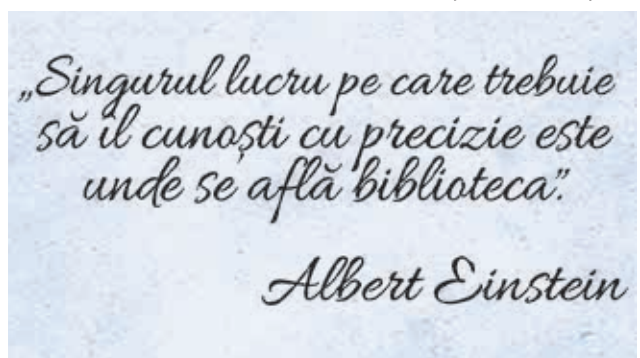 „Singurul lucru pe care trebuie
să îl cunoști cu precizie este
unde se află biblioteca”.
Albert Einstein